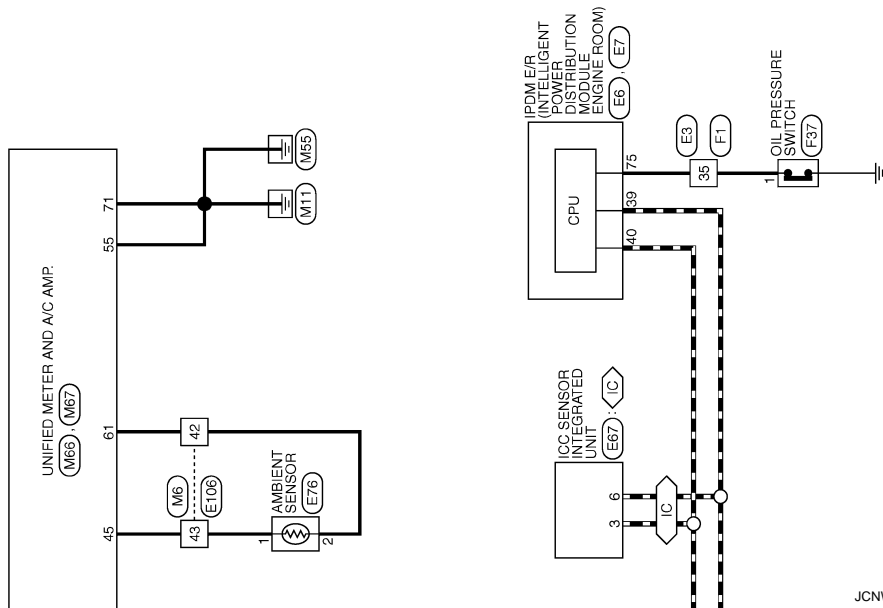 UNIFIED METER AND A/C AMP.
M66 , M67
45
61
55
71
M55
M11
M6
E106
43
42
AMBIENT
SENSOR
E76
1
2
IPDM E/R
(INTELLIGENT
POWER
DISTRIBUTION
MODULE
ENGINE ROOM)
E6 , E7
CPU
40
39
75
E3
F1
35
OIL PRESSURE
SWITCH
F37
1
ICC SENSOR
INTEGRATED
UNIT
E67 : IC
3
6
IC
JCNW